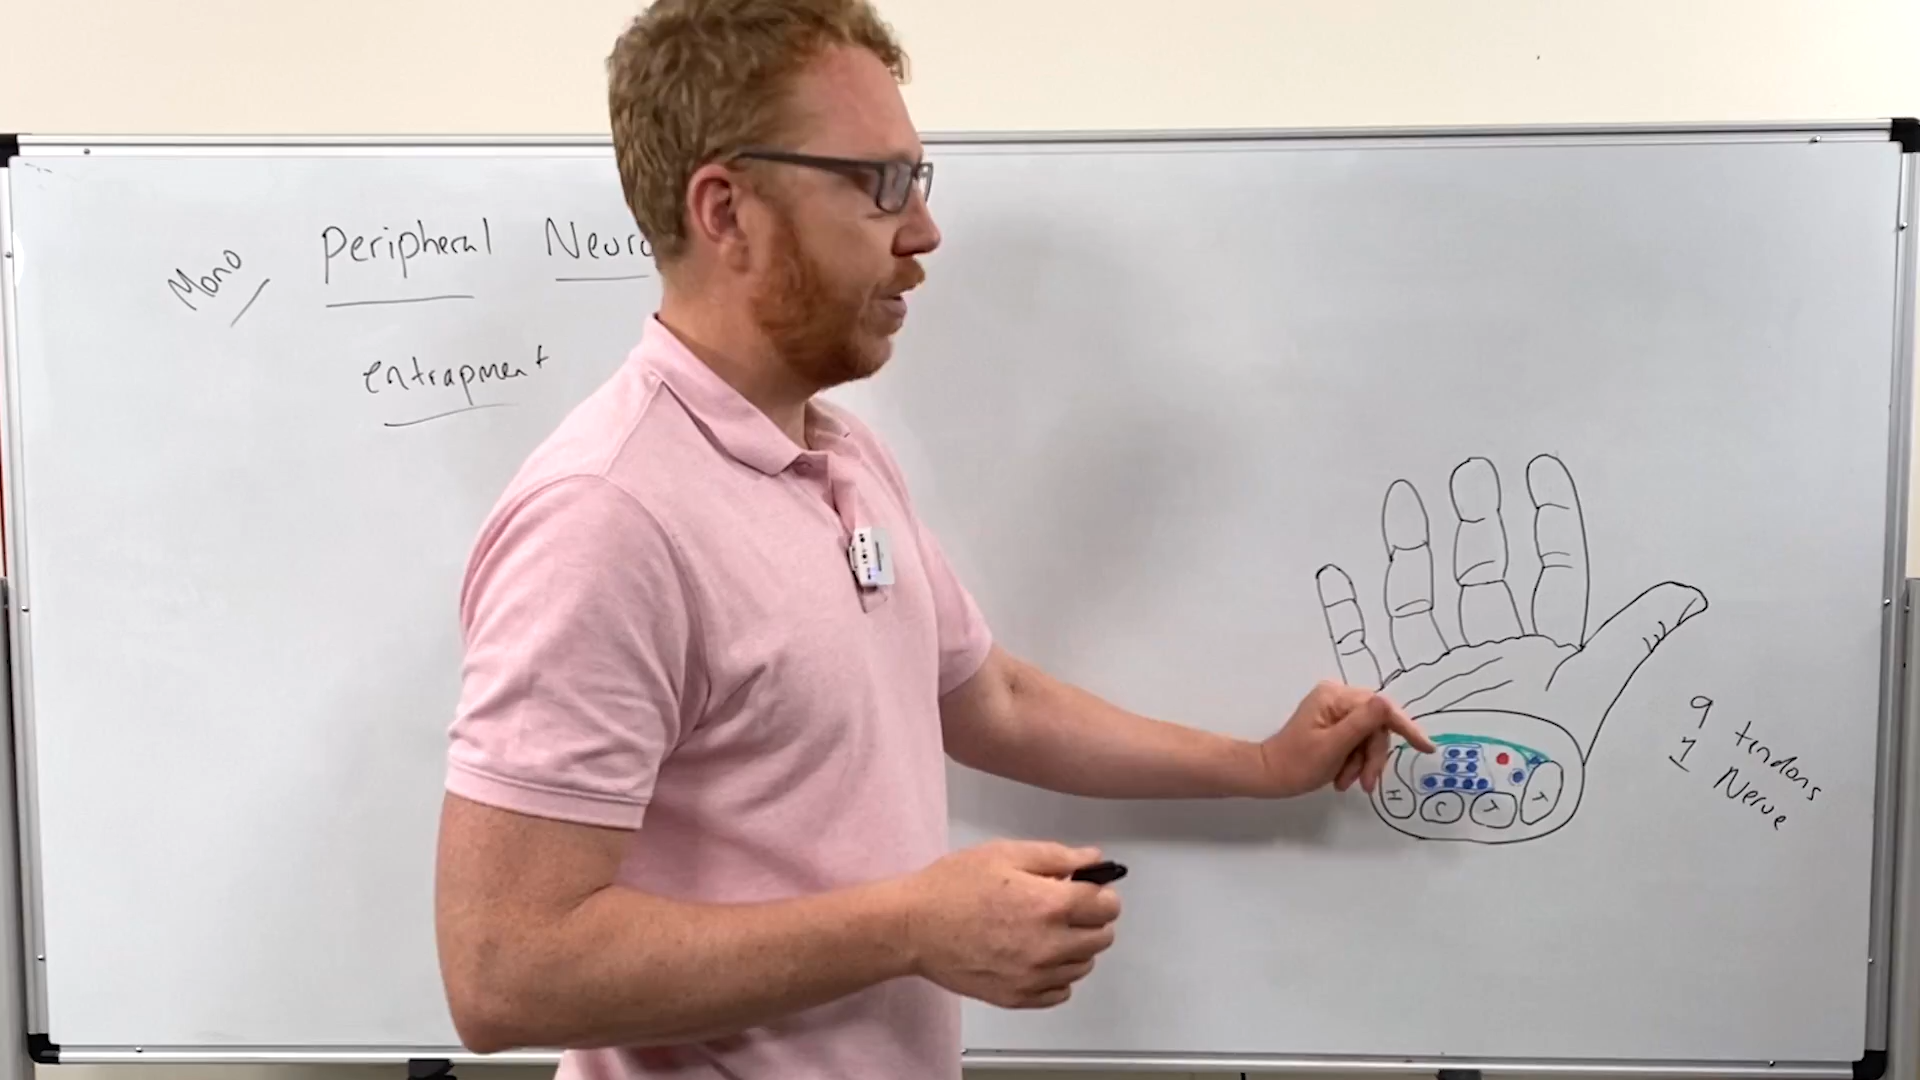 Mono
Peripheral Neuro
entrapment
9 tendons
1 Nerve
H C T T